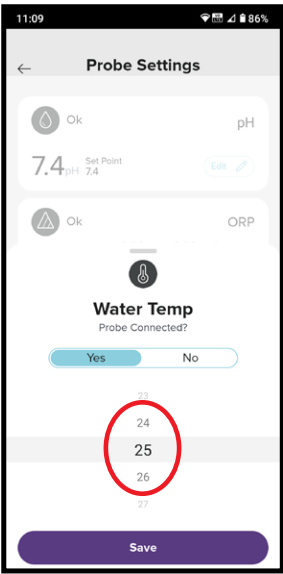 11:09 86%
Probe Settings
Ok
pH
7.4pH Set Point
7.4
Edit
Ok
ORP
Water Temp
Probe Connected?
Yes No
23
24
25
26
27
Save